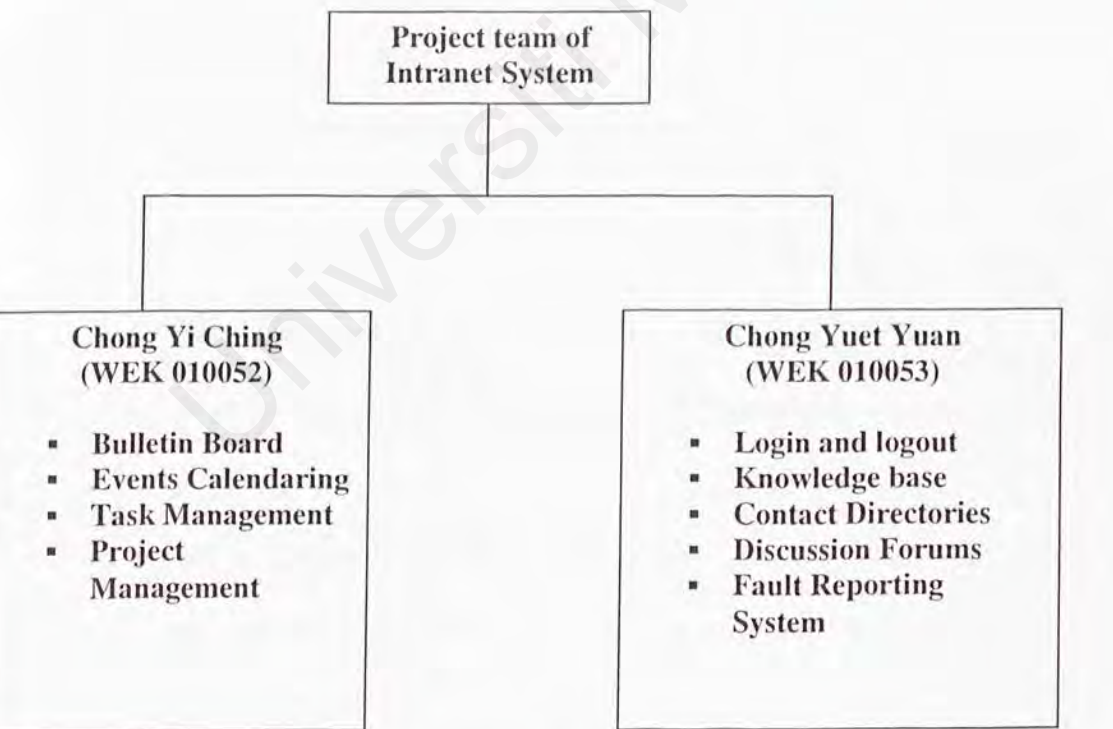 Project team of
Intranet System
Chong Yi Ching
(WEK 010052)
▪ Bulletin Board
▪ Events Calendaring
▪ Task Management
▪ Project
Management
Chong Yuet Yuan
(WEK 010053)
▪ Login and logout
▪ Knowledge base
▪ Contact Directories
▪ Discussion Forums
▪ Fault Reporting
System
Universiti